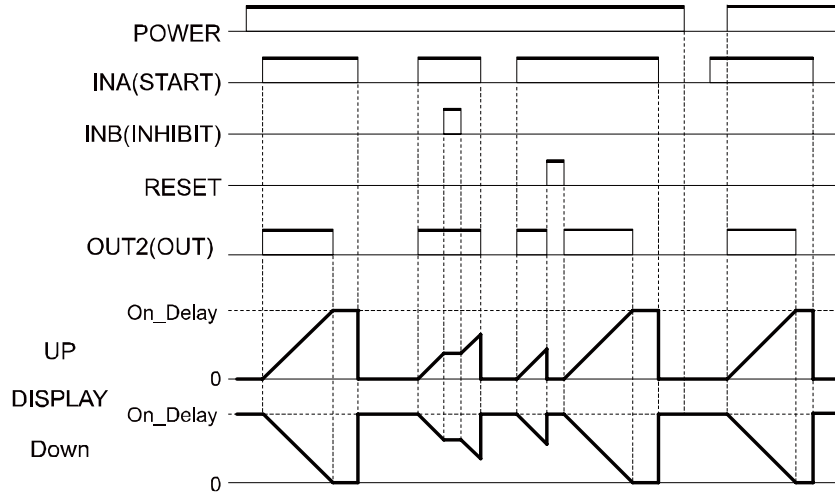 POWER
INA(START)
INB(INHIBIT)
RESET
OUT2(OUT)
On_Delay
UP
0
DISPLAY
On_Delay
Down
0